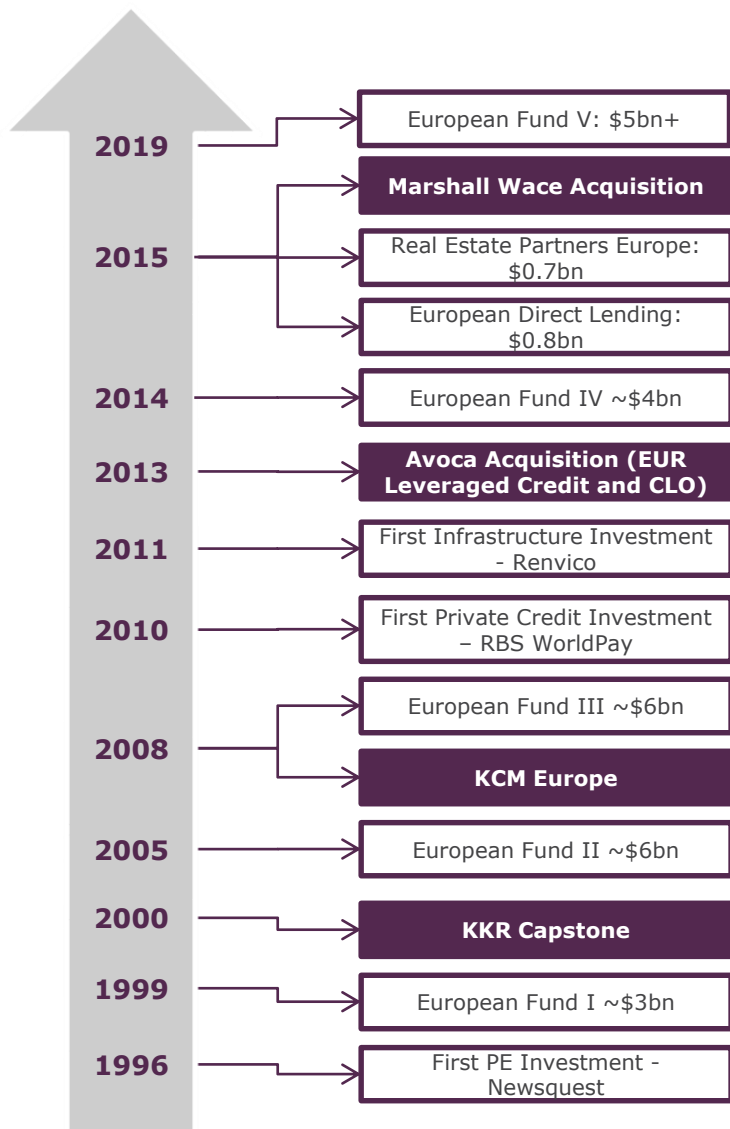 2019
European Fund V: $5bn+
2015
Marshall Wace Acquisition
Real Estate Partners Europe:
$0.7bn
European Direct Lending:
$0.8bn
2014
European Fund IV ~$4bn
2013
Avoca Acquisition (EUR
Leveraged Credit and CLO)
2011
First Infrastructure Investment
- Renvico
2010
First Private Credit Investment
– RBS WorldPay
2008
European Fund III ~$6bn
KCM Europe
2005
European Fund II ~$6bn
2000
KKR Capstone
1999
European Fund I ~$3bn
1996
First PE Investment -
Newsquest